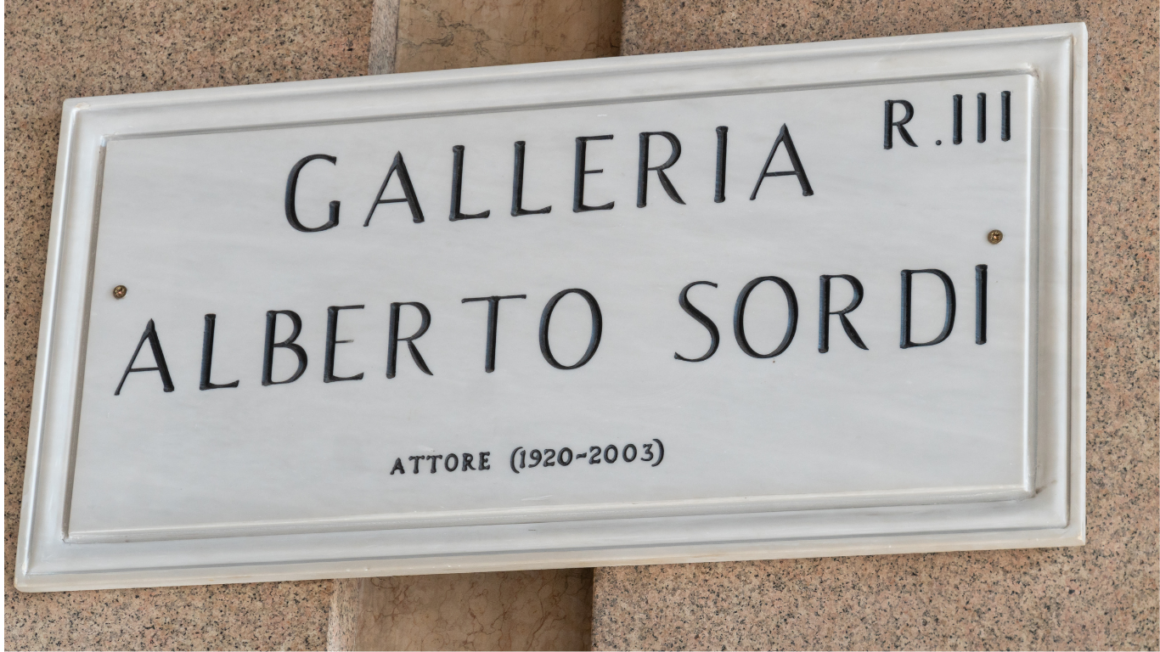 R.III
GALLERIA
ALBERTO SORDI
ATTORE (1920-2003)